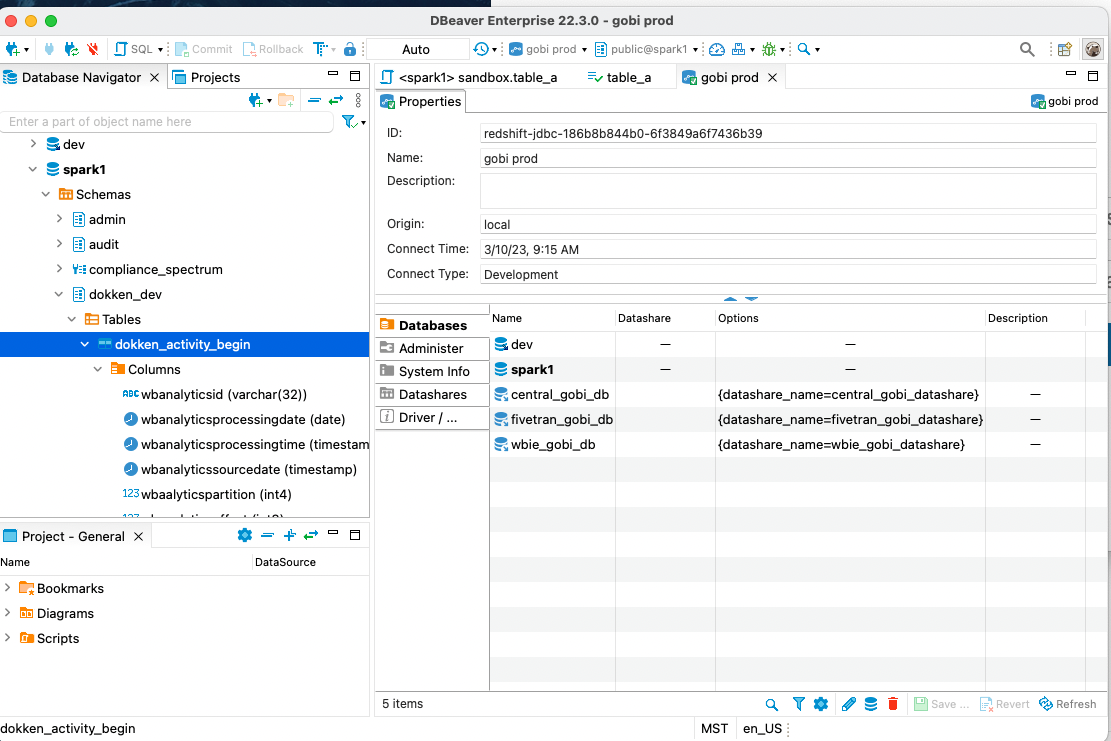 DBeaver Enterprise 22.3.0 - gobi prod
SQL Commit Rollback Auto gobi prod public@spark1
Database Navigator Projects
Enter a part of object name here
dev
spark1
Schemas
admin
audit
compliance_spectrum
dokken_dev
Tables
dokken_activity_begin
Columns
ABC wbanalyticsid (varchar(32))
wbanalyticsprocessingdate (date)
wbanalyticsprocessingtime (timestam
wbanalyticssourcedate (timestamp)
123 wbaalyticspartition (int4)
Project - General
Name DataSource
Bookmarks
Diagrams
Scripts
<spark1> sandbox.table_a table_a gobi prod
Properties gobi prod
ID: redshift-jdbc-186b8b844b0-6f3849a6f7436b39
Name: gobi prod
Description:
Origin: local
Connect Time: 3/10/23, 9:15 AM
Connect Type: Development
Databases
Administer
System Info
Datashares
Driver / ...
Name Datashare Options Description
dev — —
spark1 — —
central_gobi_db {datashare_name=central_gobi_datashare} —
fivetran_gobi_db {datashare_name=fivetran_gobi_datashare} —
wbie_gobi_db {datashare_name=wbie_gobi_datashare} —
5 items Save ... Revert Refresh
dokken_activity_begin MST en_US